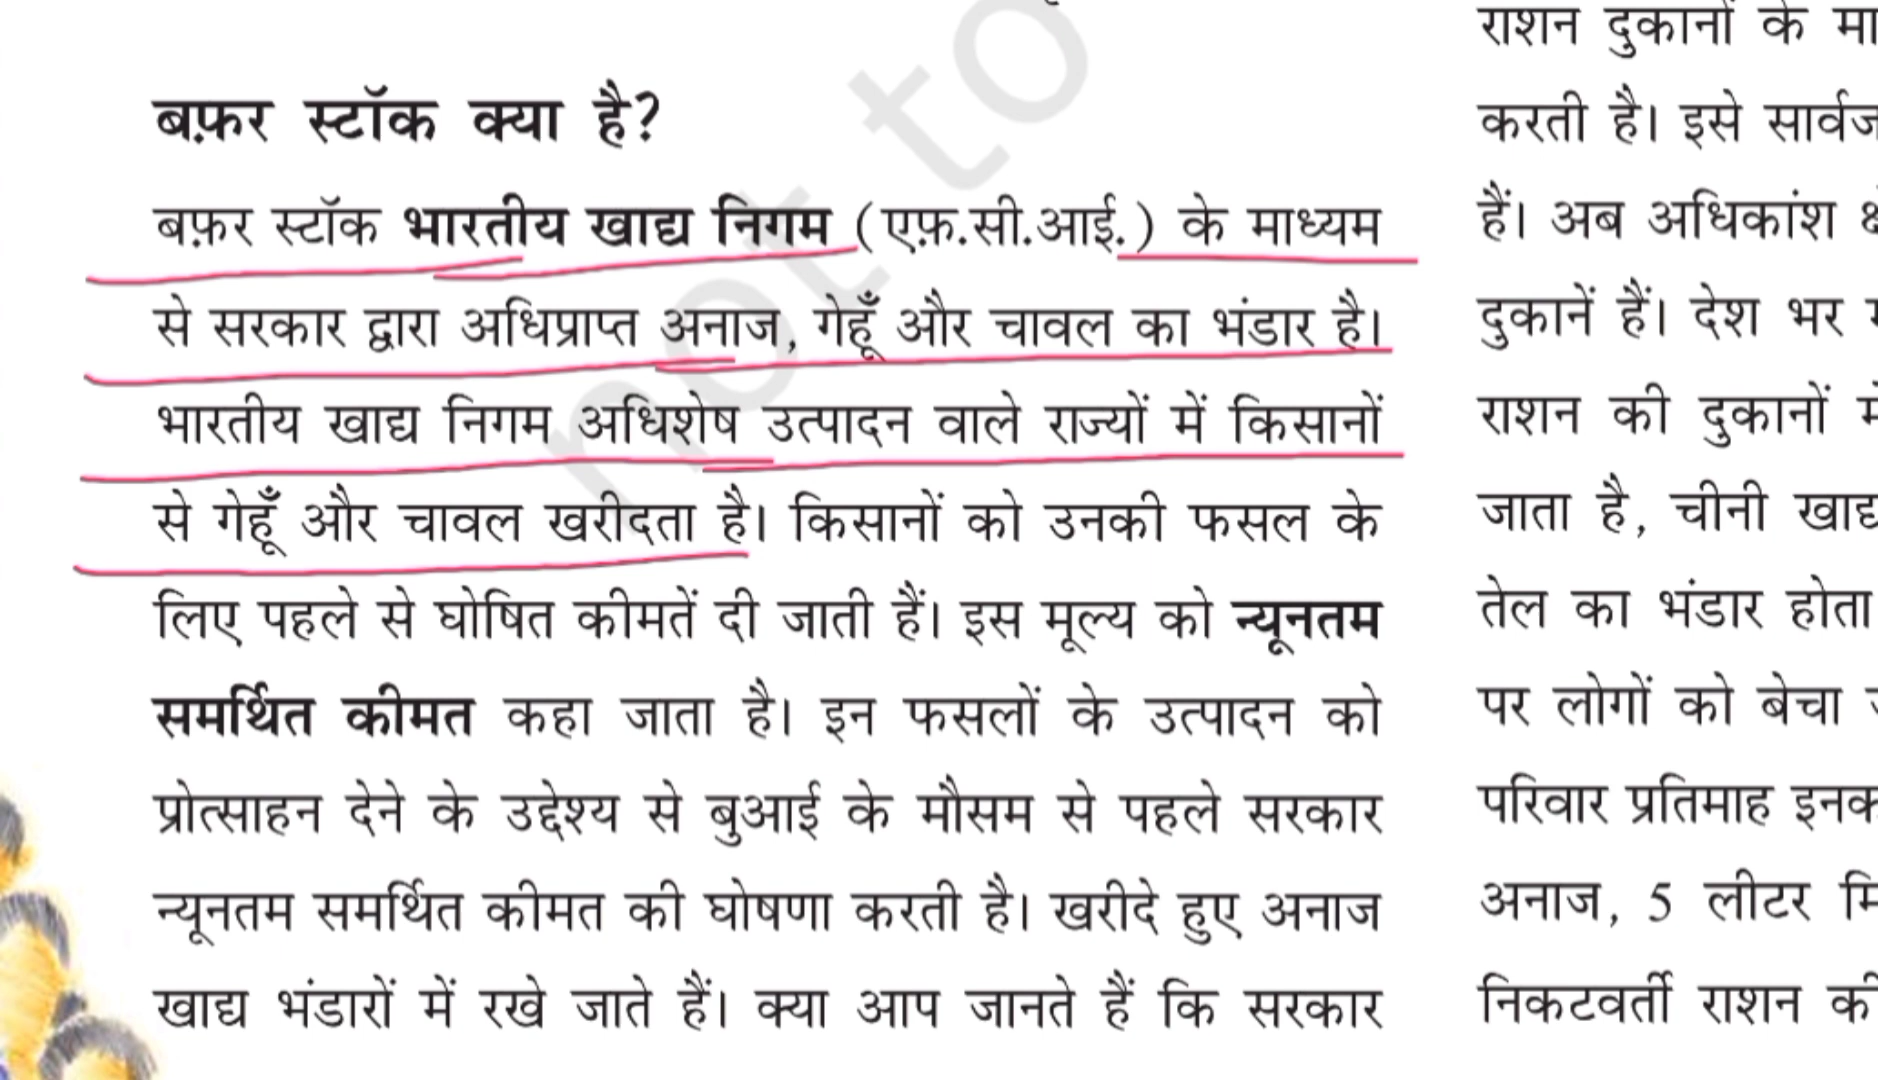 बफ़र स्टॉक क्या है?
बफ़र स्टॉक भारतीय खाद्य निगम (एफ़.सी.आई.) के माध्यम
से सरकार द्वारा अधिप्राप्त अनाज, गेहूँ और चावल का भंडार है।
भारतीय खाद्य निगम अधिशेष उत्पादन वाले राज्यों में किसानों
से गेहूँ और चावल खरीदता है। किसानों को उनकी फसल के
लिए पहले से घोषित कीमतें दी जाती हैं। इस मूल्य को न्यूनतम
समर्थित कीमत कहा जाता है। इन फसलों के उत्पादन को
प्रोत्साहन देने के उद्देश्य से बुआई के मौसम से पहले सरकार
न्यूनतम समर्थित कीमत की घोषणा करती है। खरीदे हुए अनाज
खाद्य भंडारों में रखे जाते हैं। क्या आप जानते हैं कि सरकार
राशन दुकानों के
करती है। इसे
हैं। अब अधिकांश
दुकानें हैं। देश भर
राशन की दुकानों
जाता है, चीनी
तेल का भंडार होता
पर लोगों को बेचा
परिवार प्रतिमाह
अनाज, 5 लीटर
निकटवर्ती राशन
not to